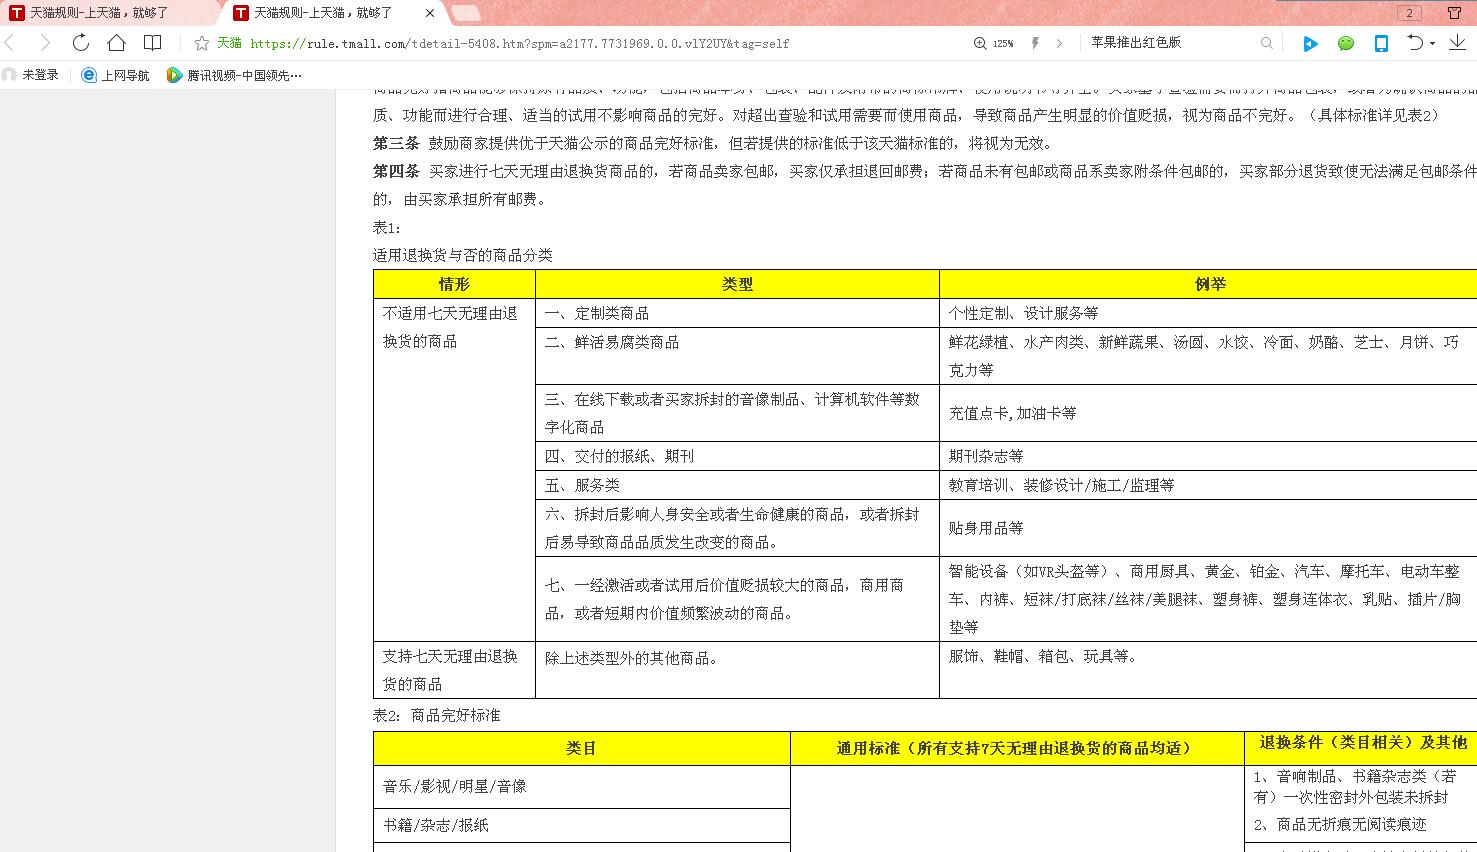 天猫规则-上天猫，就够了
天猫规则-上天猫，就够了
2
天猫 https://rule.tmall.com/tdetail-5408.htm?spm=a2177.7731969.0.0.vlY2UY&tag=self
125%
苹果推出红色版
未登录
上网导航
腾讯视频-中国领先…
质、功能而进行合理、适当的试用不影响商品的完好。对超出查验和试用需要而使用商品，导致商品产生明显的价值贬损，视为商品不完好。（具体标准详见表2）
第三条 鼓励商家提供优于天猫公示的商品完好标准，但若提供的标准低于该天猫标准的，将视为无效。
第四条 买家进行七天无理由退换货商品的，若商品卖家包邮，买家仅承担退回邮费；若商品未有包邮或商品系卖家附条件包邮的，买家部分退货致使无法满足包邮条件
的，由买家承担所有邮费。
表1：
适用退换货与否的商品分类
情形
类型
例举
不适用七天无理由退
换货的商品
一、定制类商品
个性定制、设计服务等
二、鲜活易腐类商品
鲜花绿植、水产肉类、新鲜蔬果、汤圆、水饺、冷面、奶酪、芝士、月饼、巧
克力等
三、在线下载或者买家拆封的音像制品、计算机软件等数
字化商品
充值点卡,加油卡等
四、交付的报纸、期刊
期刊杂志等
五、服务类
教育培训、装修设计/施工/监理等
六、拆封后影响人身安全或者生命健康的商品，或者拆封
后易导致商品品质发生改变的商品。
贴身用品等
七、一经激活或者试用后价值贬损较大的商品，商用商
品，或者短期内价值频繁波动的商品。
智能设备（如VR头盔等）、商用厨具、黄金、铂金、汽车、摩托车、电动车整
车、内裤、短袜/打底袜/丝袜/美腿袜、塑身裤、塑身连体衣、乳贴、插片/胸
垫等
支持七天无理由退换
货的商品
除上述类型外的其他商品。
服饰、鞋帽、箱包、玩具等。
表2：商品完好标准
类目
通用标准（所有支持7天无理由退换货的商品均适）
退换条件（类目相关）及其他
音乐/影视/明星/音像
1、音响制品、书籍杂志类（若
有）一次性密封外包装未拆封
书籍/杂志/报纸
2、商品无折痕无阅读痕迹